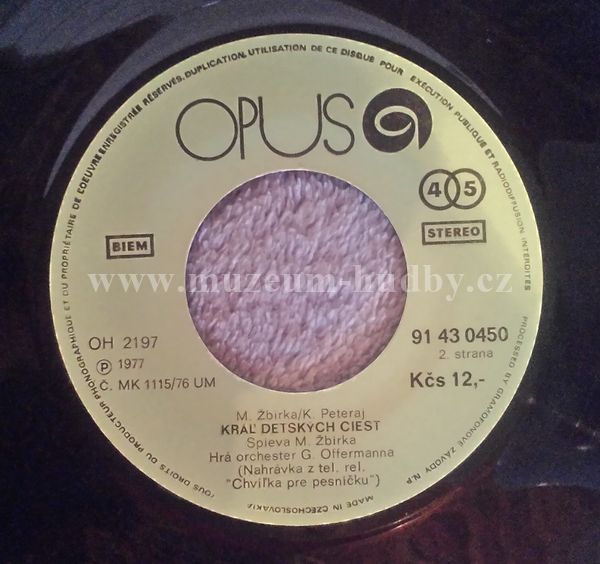 TOUS DROITS DU PRODUCTEUR PHONOGRAPHIQUE ET DU PROPRIÉTAIRE DE L'OEUVRE ENREGISTRÉE RÉSERVÉS. DUPLICATION, UTILISATION DE CE DISQUE POUR EXÉCUTION PUBLIQUE ET RADIODIFFUSION INTERDITES
PROCESSED BY GRAMOFONOVÉ ZÁVODY N.P.
MADE IN CZECHOSLOVAKIA
OPUS
45
BIEM
STEREO
www.muzeum-hudby.cz
OH 2197
91 43 0450
2. strana
Ⓟ 1977
č. MK 1115/76 UM
Kčs 12,-
M. Žbirka/K. Peteraj
KRÁĽ DETSKÝCH CIEST
Spieva M. Žbirka
Hrá orchester G. Offermanna
(Nahrávka z tel. rel.
"Chvíľka pre pesničku")